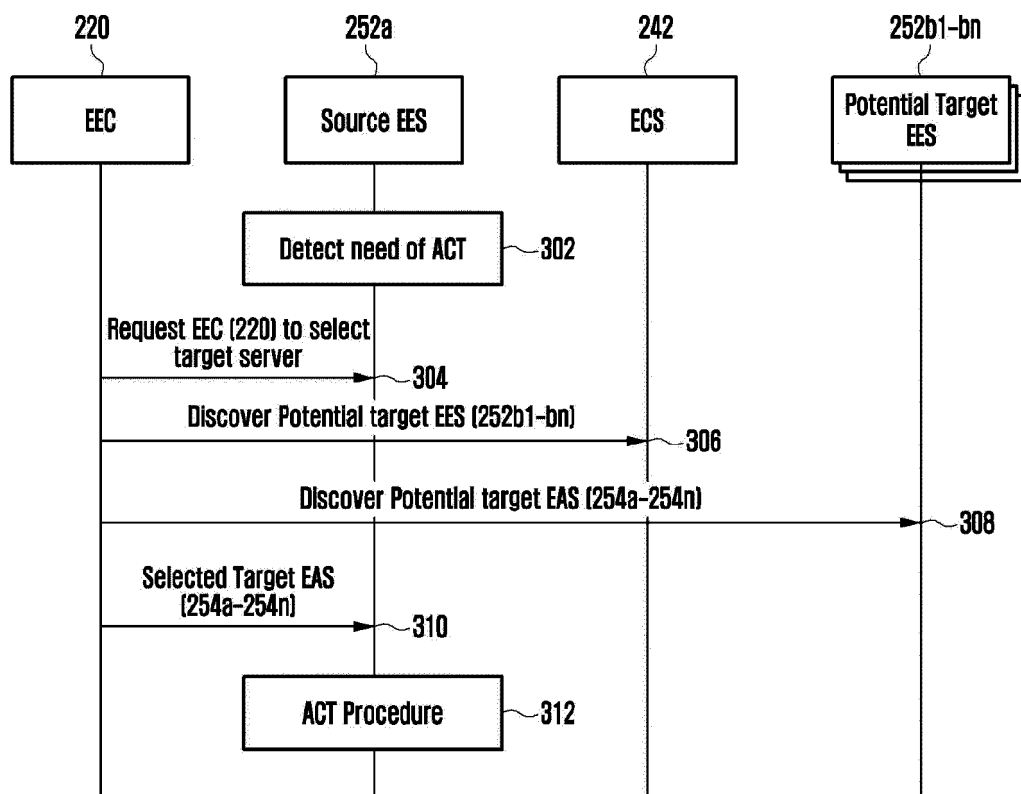 220 252a 242 252b1-bn
EEC Source EES ECS Potential Target
EES
Detect need of ACT 302
Request EEC (220) to select
target server
304
Discover Potential target EES (252b1-bn)
306
Discover Potential target EAS (254a-254n)
308
Selected Target EAS
(254a-254n)
310
ACT Procedure 312